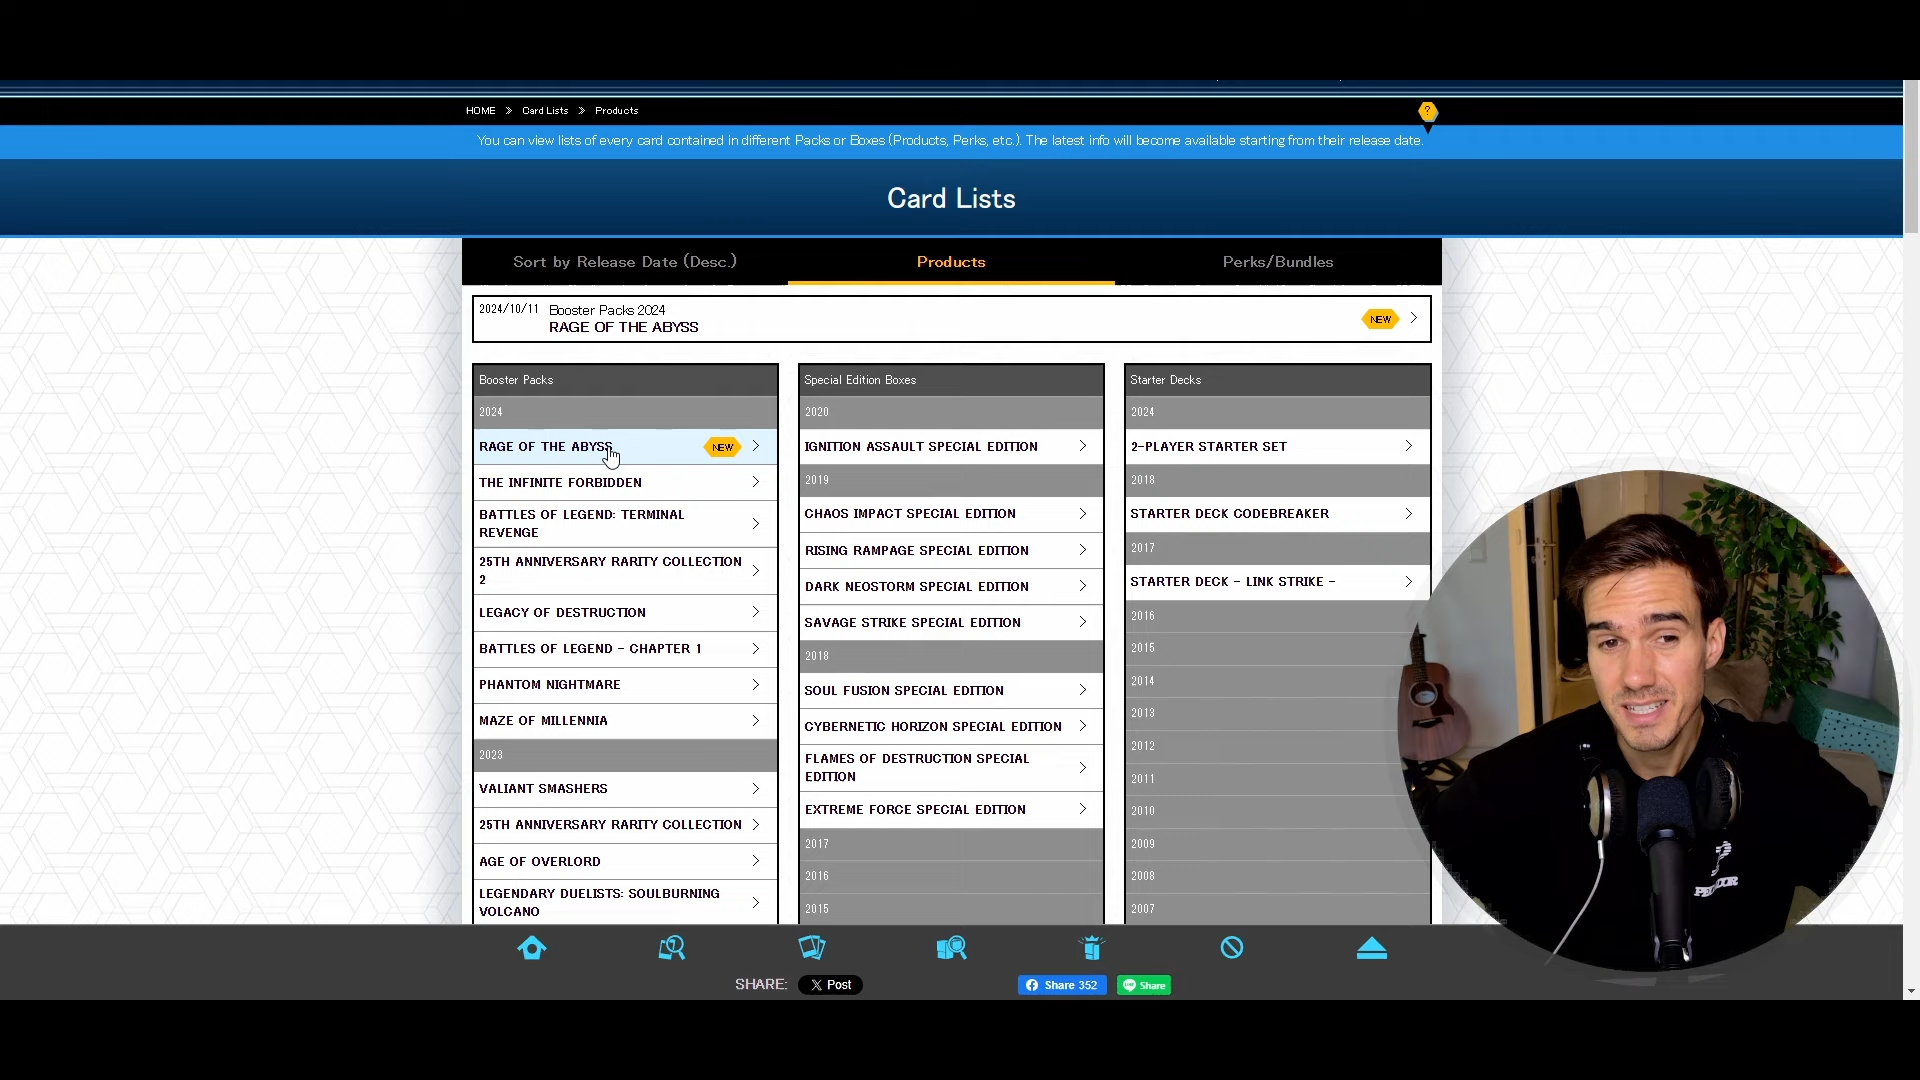 HOME » Card Lists » Products
?
You can view lists of every card contained in different Packs or Boxes (Products, Perks, etc.). The latest info will become available starting from their release date.
Card Lists
Sort by Release Date (Desc.)
Products
Perks/Bundles
2024/10/11 Booster Packs 2024
RAGE OF THE ABYSS
NEW
Booster Packs
2024
RAGE OF THE ABYSS NEW
THE INFINITE FORBIDDEN
BATTLES OF LEGEND: TERMINAL
REVENGE
25TH ANNIVERSARY RARITY COLLECTION
2
LEGACY OF DESTRUCTION
BATTLES OF LEGEND - CHAPTER 1
PHANTOM NIGHTMARE
MAZE OF MILLENNIA
2023
VALIANT SMASHERS
25TH ANNIVERSARY RARITY COLLECTION
AGE OF OVERLORD
LEGENDARY DUELISTS: SOULBURNING
VOLCANO
Special Edition Boxes
2020
IGNITION ASSAULT SPECIAL EDITION
2019
CHAOS IMPACT SPECIAL EDITION
RISING RAMPAGE SPECIAL EDITION
DARK NEOSTORM SPECIAL EDITION
SAVAGE STRIKE SPECIAL EDITION
2018
SOUL FUSION SPECIAL EDITION
CYBERNETIC HORIZON SPECIAL EDITION
FLAMES OF DESTRUCTION SPECIAL
EDITION
EXTREME FORCE SPECIAL EDITION
2017
2016
2015
Starter Decks
2024
2-PLAYER STARTER SET
2018
STARTER DECK CODEBREAKER
2017
STARTER DECK - LINK STRIKE -
2016
2015
2014
2013
2012
2011
2010
2009
2008
2007
SHARE:
X Post
Share 352
Share